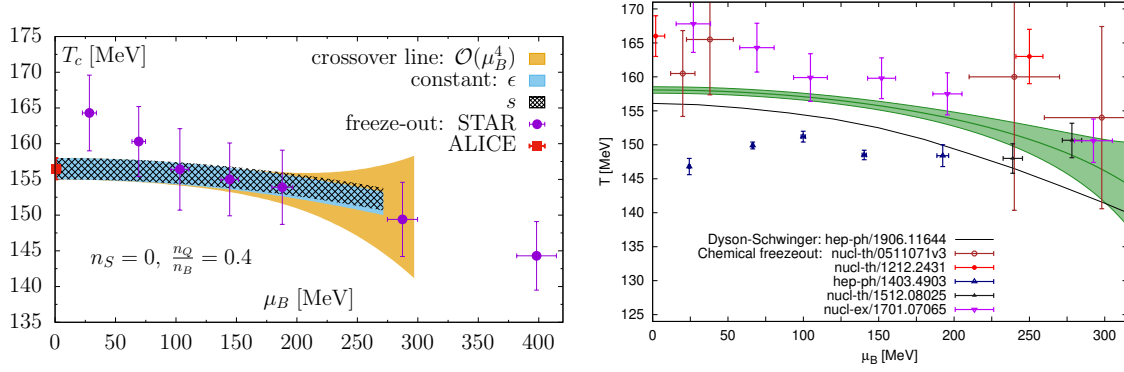 175
170
165
160
155
150
145
140
135
T_c [MeV]
crossover line: 𝒪(μ_B^4)
constant: ϵ
s
freeze-out: STAR
ALICE
n_S = 0, n_Q/n_B = 0.4
μ_B [MeV]
0 50 100 150 200 250 300 350 400
170
165
160
155
150
145
140
135
130
125
T [MeV]
Dyson-Schwinger: hep-ph/1906.11644
Chemical freezeout: nucl-th/0511071v3
nucl-th/1212.2431
hep-ph/1403.4903
nucl-th/1512.08025
nucl-ex/1701.07065
0 50 100 150 200 250 300
μ_B [MeV]